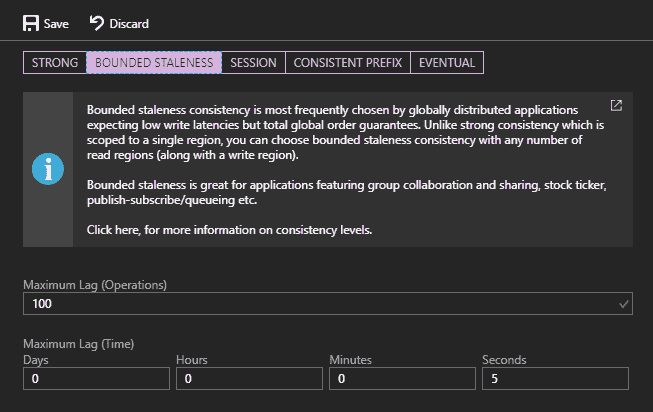 Save Discard
STRONG BOUNDED STALENESS SESSION CONSISTENT PREFIX EVENTUAL
Bounded staleness consistency is most frequently chosen by globally distributed applications
expecting low write latencies but total global order guarantees. Unlike strong consistency which is
scoped to a single region, you can choose bounded staleness consistency with any number of
read regions (along with a write region).
Bounded staleness is great for applications featuring group collaboration and sharing, stock ticker,
publish-subscribe/queueing etc.
Click here, for more information on consistency levels.
Maximum Lag (Operations)
100
Maximum Lag (Time)
Days Hours Minutes Seconds
0 0 0 5